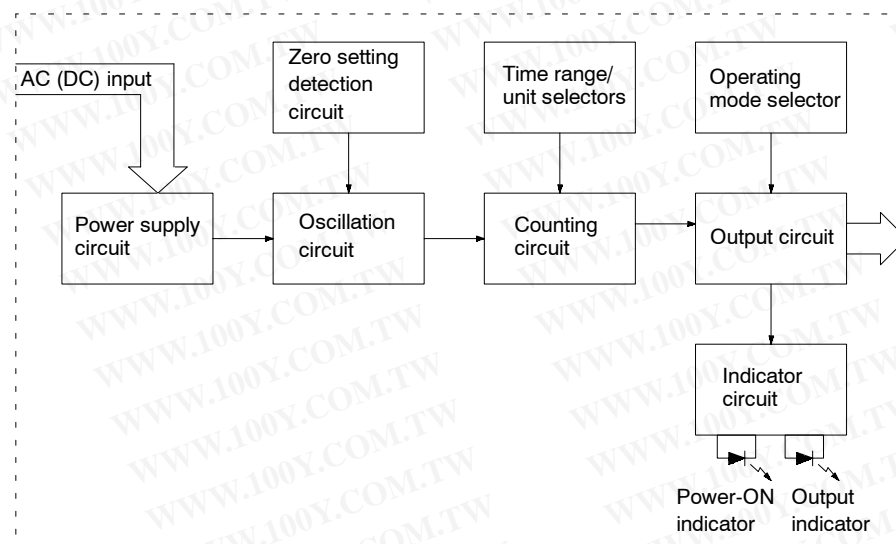 AC (DC) input
Zero setting
detection
circuit
Time range/
unit selectors
Operating
mode selector
Power supply
circuit
Oscillation
circuit
Counting
circuit
Output circuit
Indicator
circuit
Power-ON
indicator
Output
indicator
WWW.100Y.COM.TW